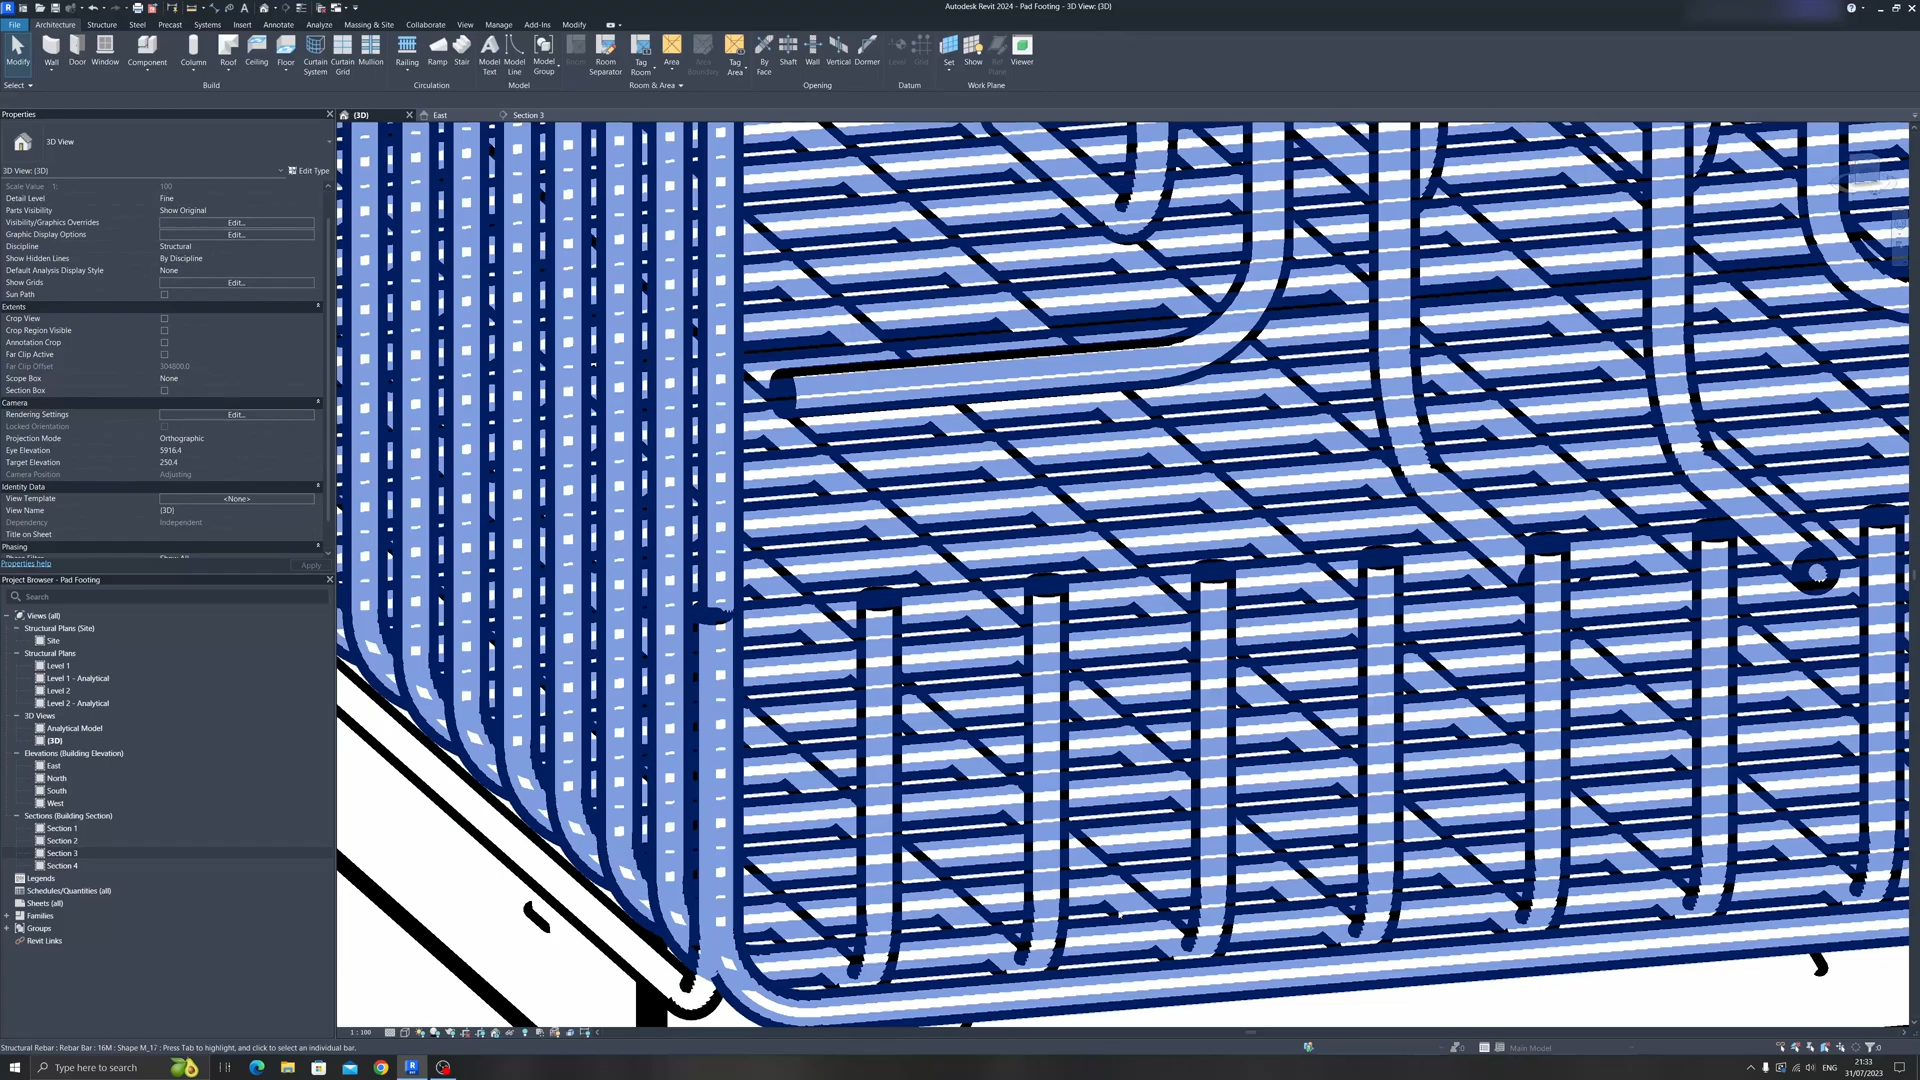 Autodesk Revit 2024 - Pad Footing - 3D View: {3D}
File Architecture Structure Steel Precast Systems Insert Annotate Analyze Massing & Site Collaborate View Manage Add-Ins Modify
Modify Wall Door Window Component Column Roof Ceiling Floor Curtain System Curtain Grid Mullion Railing Ramp Stair Model Text Model Line Model Group Room Room Separator Tag Room Area Area Boundary Tag Area By Face Shaft Wall Vertical Dormer Level Grid Set Show Ref Plane Viewer
Select Build Circulation Model Room & Area Opening Datum Work Plane
Properties
{3D} East Section 3
3D View
3D View: {3D} Edit Type
Scale Value 1: 100
Detail Level Fine
Parts Visibility Show Original
Visibility/Graphics Overrides Edit...
Graphic Display Options Edit...
Discipline Structural
Show Hidden Lines By Discipline
Default Analysis Display Style None
Show Grids Edit...
Sun Path
Extents
Crop View
Crop Region Visible
Annotation Crop
Far Clip Active
Far Clip Offset 304800.0
Scope Box None
Section Box
Camera
Rendering Settings Edit...
Locked Orientation
Projection Mode Orthographic
Eye Elevation 5916.4
Target Elevation 250.4
Camera Position Adjusting
Identity Data
View Template <None>
View Name {3D}
Dependency Independent
Title on Sheet
Phasing
Properties help Apply
Project Browser - Pad Footing
Search
Views (all)
Structural Plans (Site)
Site
Structural Plans
Level 1
Level 1 - Analytical
Level 2
Level 2 - Analytical
3D Views
Analytical Model
{3D}
Elevations (Building Elevation)
East
North
South
West
Sections (Building Section)
Section 1
Section 2
Section 3
Section 4
Legends
Schedules/Quantities (all)
Sheets (all)
Families
Groups
Revit Links
1 : 100
Structural Rebar : Rebar Bar : 16M : Shape M_17 : Press Tab to highlight, and click to select an individual bar. :0 Main Model :0
Type here to search ENG 21:33
31/07/2023